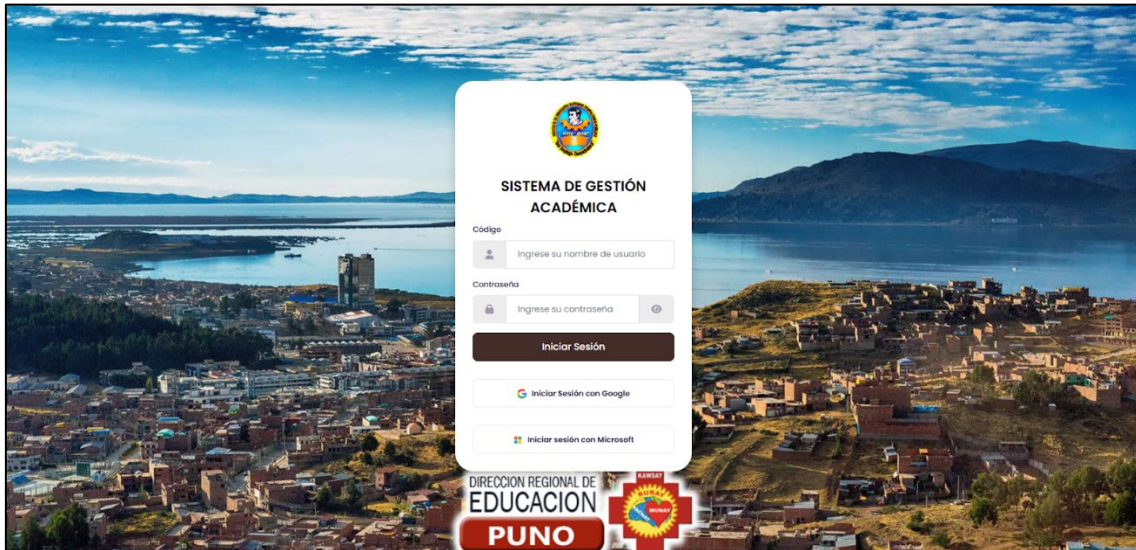 SISTEMA DE GESTIÓN
ACADÉMICA
Código
Ingrese su nombre de usuario
Contraseña
Ingrese su contraseña
Iniciar Sesión
Iniciar Sesión con Google
Iniciar sesión con Microsoft
DIRECCION REGIONAL DE
EDUCACION
PUNO
KAWSAY
MUNAY